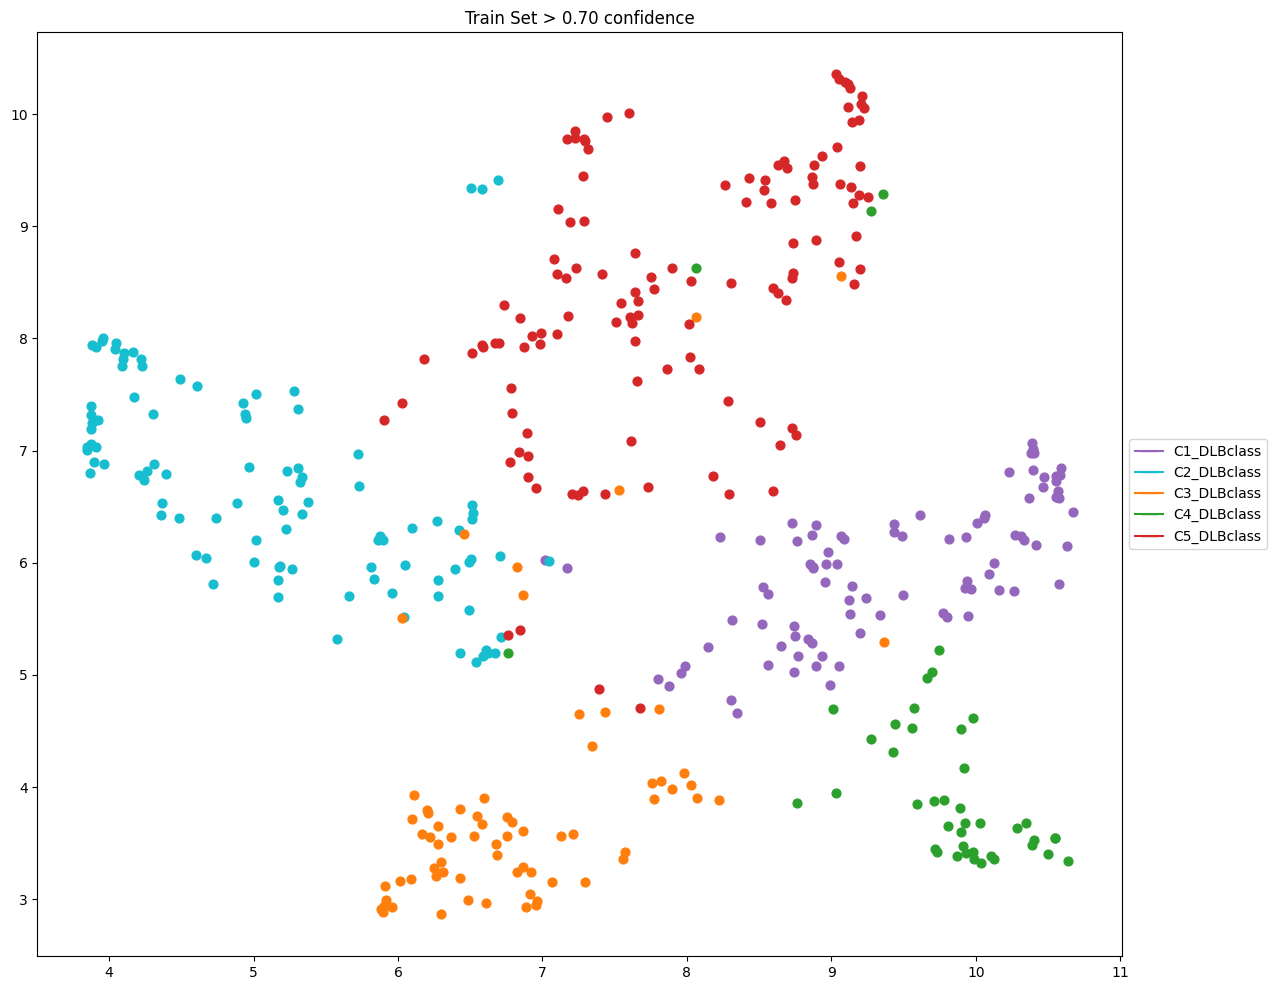 Train Set > 0.70 confidence
10
9
8
7
6
5
4
3
4
5
6
7
8
9
10
11
C1_DLBclass
C2_DLBclass
C3_DLBclass
C4_DLBclass
C5_DLBclass